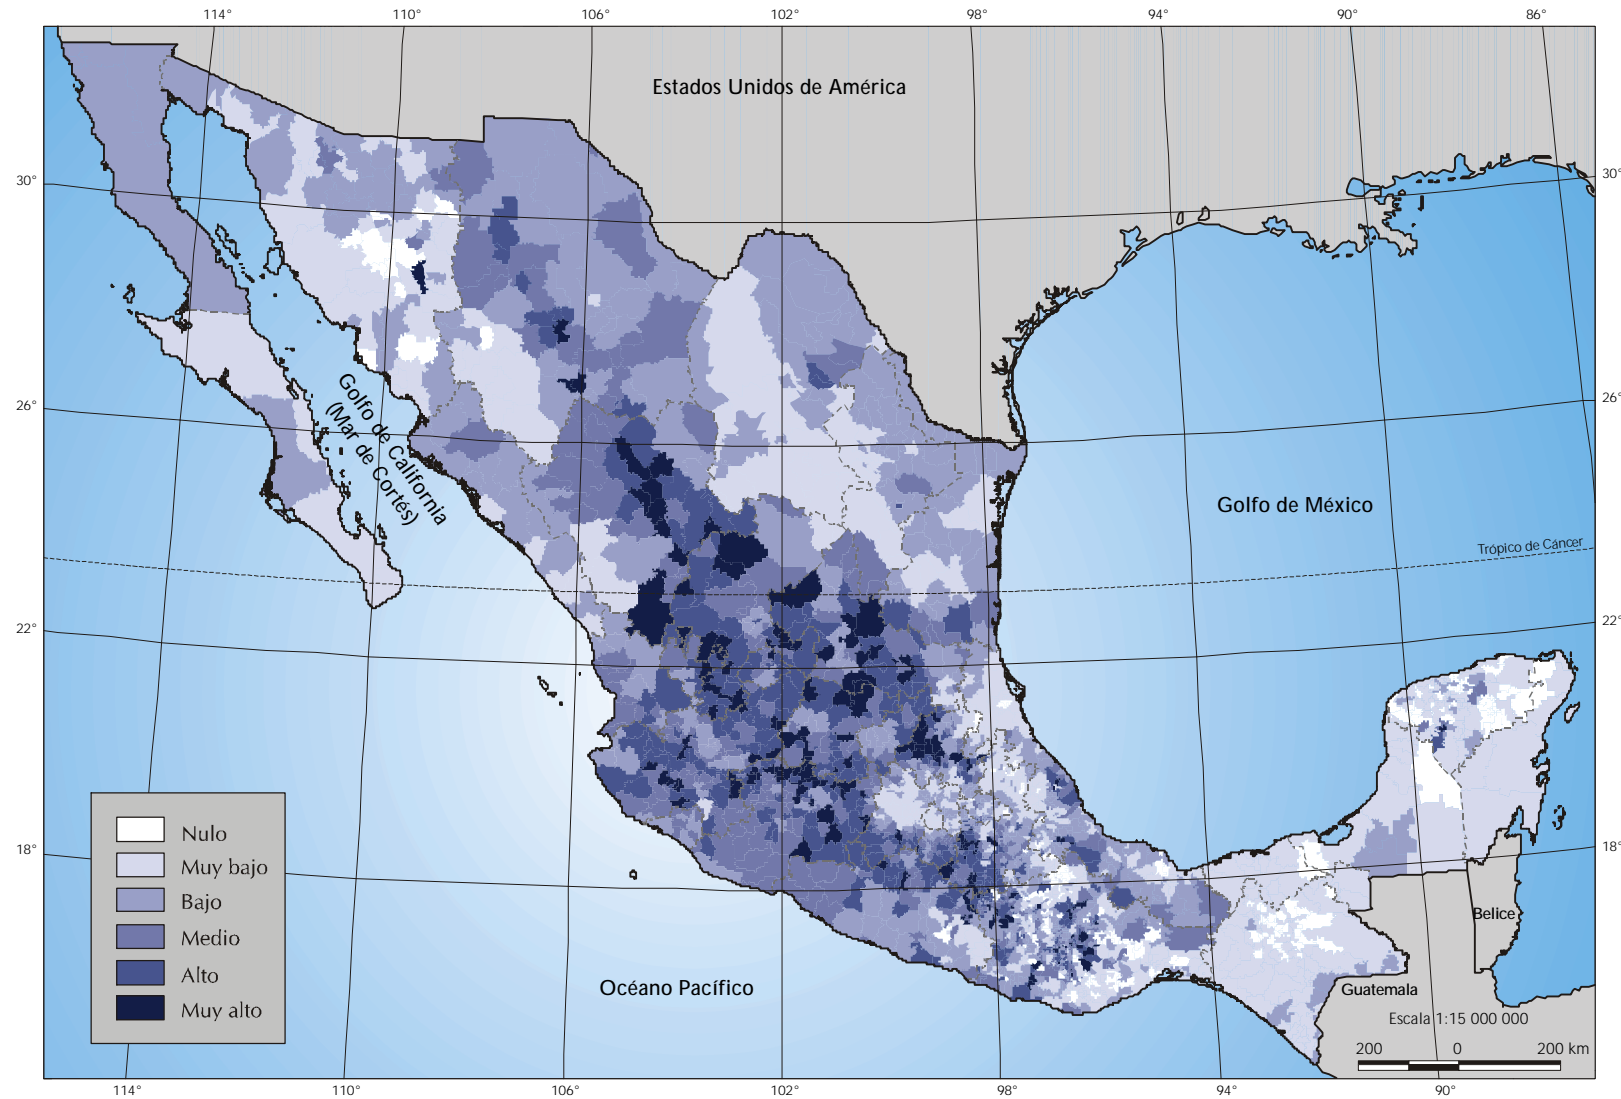 114° 110° 106° 102° 98° 94° 90° 86°
Estados Unidos de América
30° 30°
26° 26°
Golfo de California
(Mar de Cortés)
Golfo de México
Trópico de Cáncer
22° 22°
18° 18°
Nulo
Muy bajo
Bajo
Medio
Alto
Muy alto
Belice
Océano Pacífico
Guatemala
Escala 1:15 000 000
200 0 200 km
114° 110° 106° 102° 98° 94° 90°